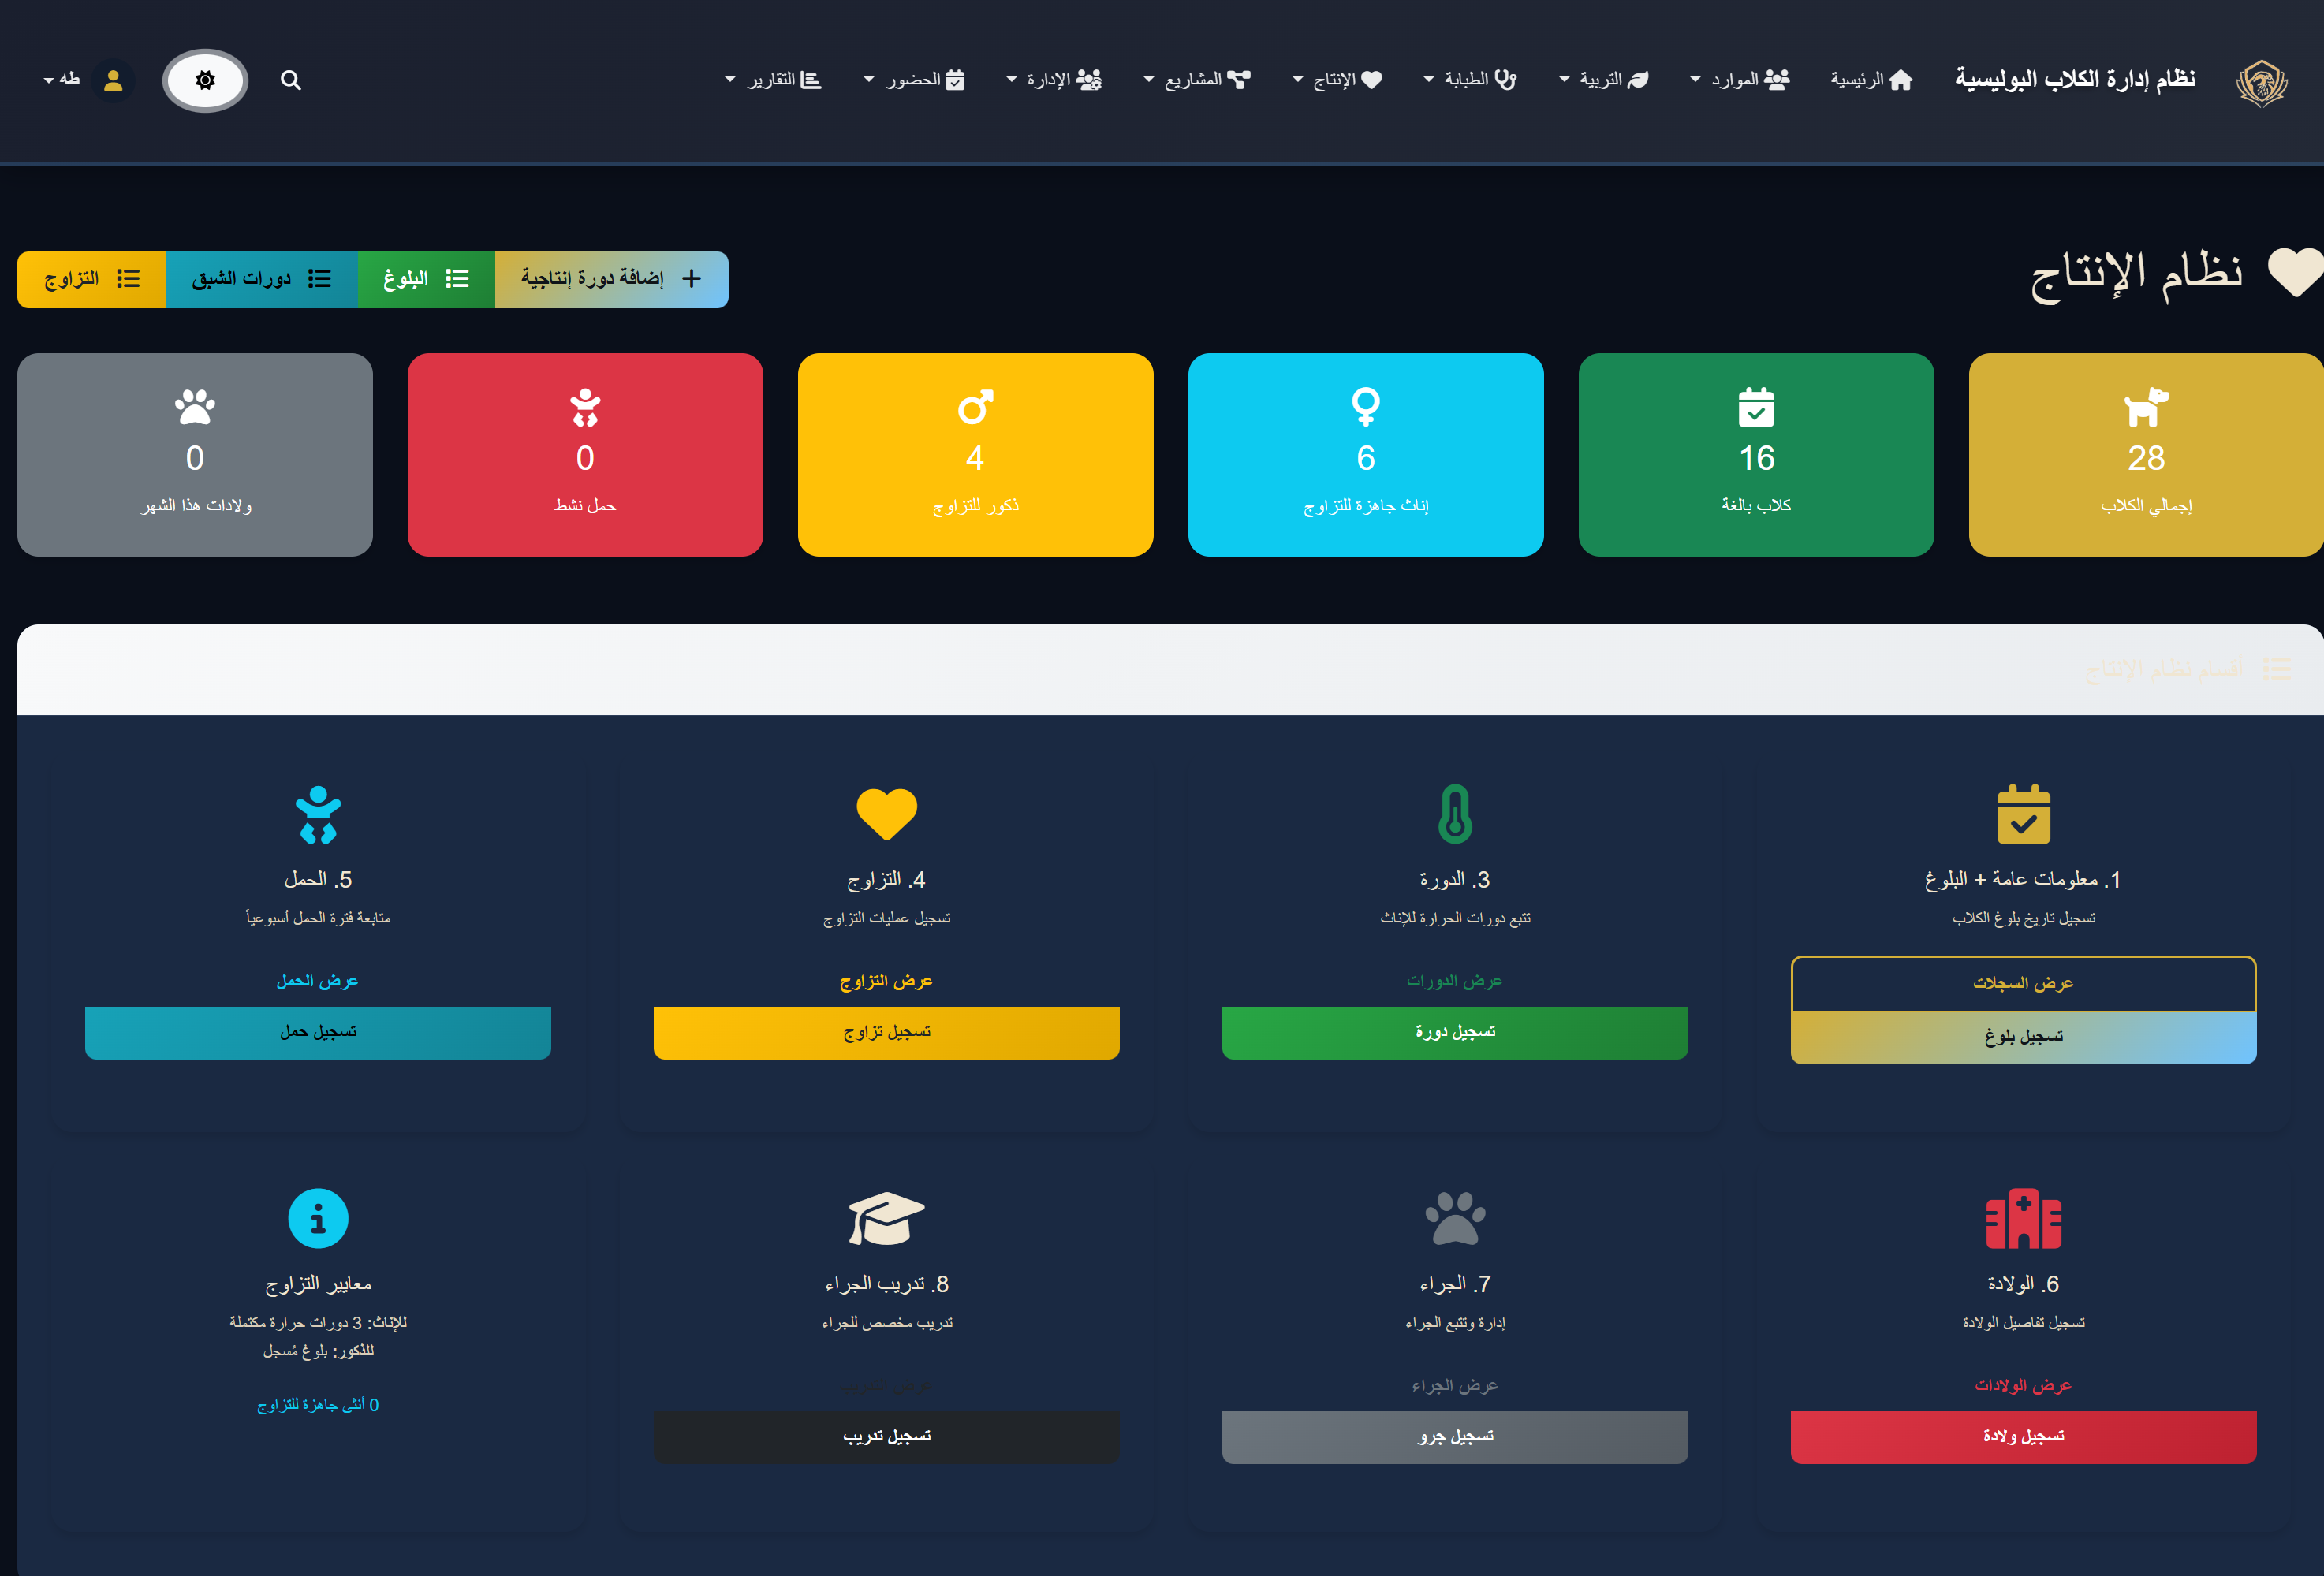 نظام إدارة الكلاب البوليسية
الرئيسية
الموارد
التربية
الطبابة
الإنتاج
المشاريع
الإدارة
الحضور
التقارير
طه
نظام الإنتاج
إضافة دورة إنتاجية
البلوغ
دورات الشبق
التزاوج
28
إجمالي الكلاب
16
كلاب بالغة
6
إناث جاهزة للتزاوج
4
ذكور للتزاوج
0
حمل نشط
0
ولادات هذا الشهر
أقسام نظام الإنتاج
1. معلومات عامة + البلوغ
تسجيل تاريخ بلوغ الكلاب
عرض السجلات
تسجيل بلوغ
3. الدورة
تتبع دورات الحرارة للإناث
عرض الدورات
تسجيل دورة
4. التزاوج
تسجيل عمليات التزاوج
عرض التزاوج
تسجيل تزاوج
5. الحمل
متابعة فترة الحمل أسبوعياً
عرض الحمل
تسجيل حمل
6. الولادة
تسجيل تفاصيل الولادة
عرض الولادات
تسجيل ولادة
7. الجراء
إدارة وتتبع الجراء
عرض الجراء
تسجيل جرو
8. تدريب الجراء
تدريب مخصص للجراء
عرض التدريب
تسجيل تدريب
معايير التزاوج
للإناث: 3 دورات حرارة مكتملة
للذكور: بلوغ مُسجل
0 أنثى جاهزة للتزاوج